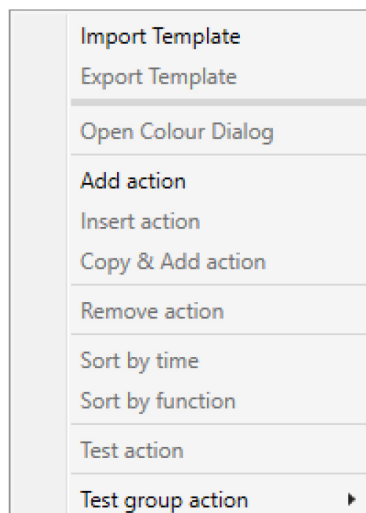 Import Template
Export Template
Open Colour Dialog
Add action
Insert action
Copy & Add action
Remove action
Sort by time
Sort by function
Test action
Test group action